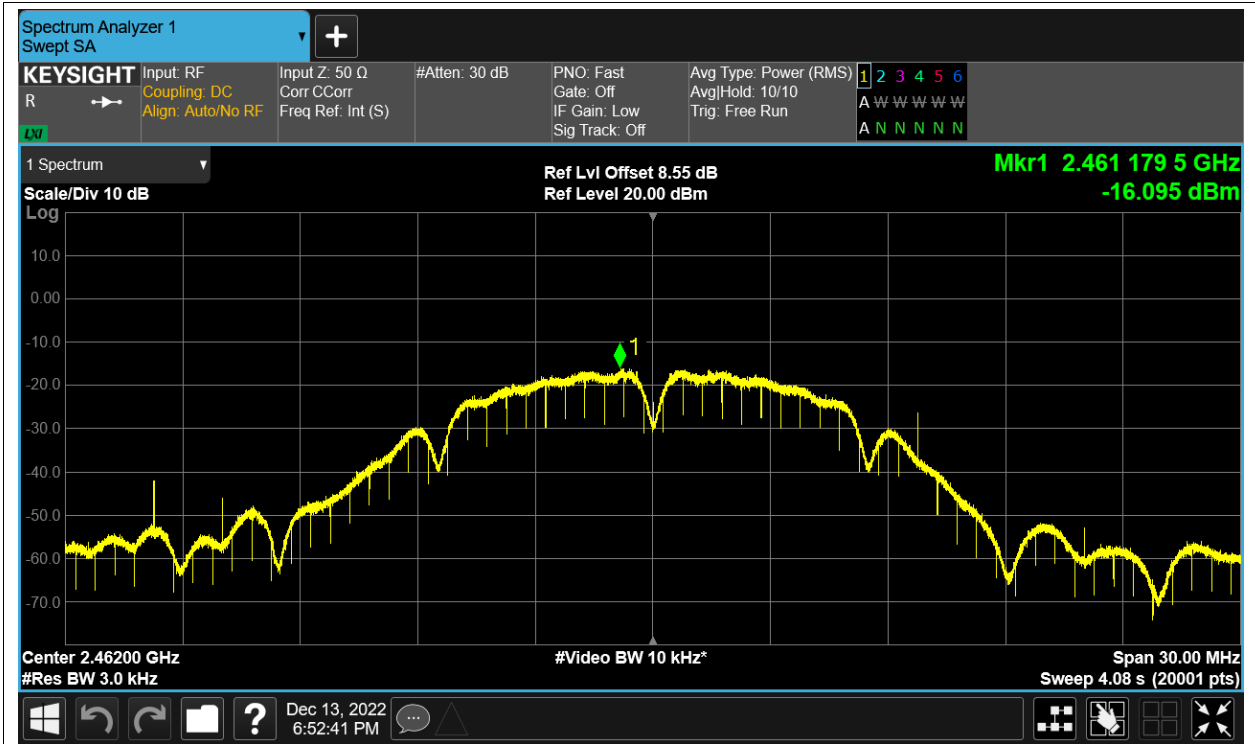 Spectrum Analyzer 1
Swept SA
KEYSIGHT
R
LXI
Input: RF
Coupling: DC
Align: Auto/No RF
Input Z: 50 Ω
Corr CCorr
Freq Ref: Int (S)
#Atten: 30 dB
PNO: Fast
Gate: Off
IF Gain: Low
Sig Track: Off
Avg Type: Power (RMS)
Avg|Hold: 10/10
Trig: Free Run
1 2 3 4 5 6
A W W W W W
A N N N N N
1 Spectrum
Scale/Div 10 dB
Log
Ref Lvl Offset 8.55 dB
Ref Level 20.00 dBm
Mkr1 2.461 179 5 GHz
-16.095 dBm
10.0
0.00
-10.0
1
-20.0
-30.0
-40.0
-50.0
-60.0
-70.0
Center 2.46200 GHz
#Res BW 3.0 kHz
#Video BW 10 kHz*
Span 30.00 MHz
Sweep 4.08 s (20001 pts)
?
Dec 13, 2022
6:52:41 PM